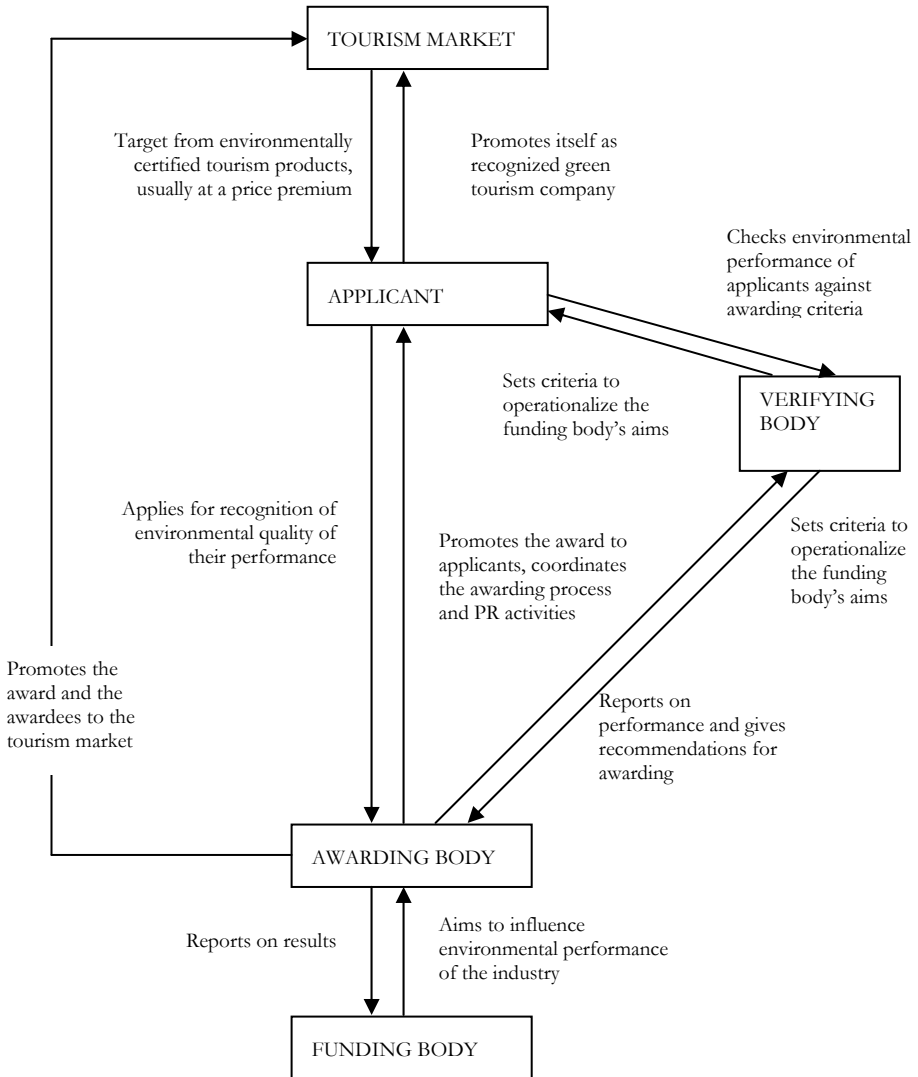 TOURISM MARKET
Target from environmentally
certified tourism products,
usually at a price premium
Promotes itself as
recognized green
tourism company
Checks environmental
performance of
applicants against
awarding criteria
APPLICANT
Sets criteria to
operationalize the
funding body’s aims
VERIFYING
BODY
Applies for recognition of
environmental quality of
their performance
Promotes the award to
applicants, coordinates
the awarding process
and PR activities
Sets criteria to
operationalize
the funding
body’s aims
Promotes the
award and the
awardees to the
tourism market
Reports on
performance and gives
recommendations for
awarding
AWARDING BODY
Reports on results
Aims to influence
environmental performance
of the industry
FUNDING BODY